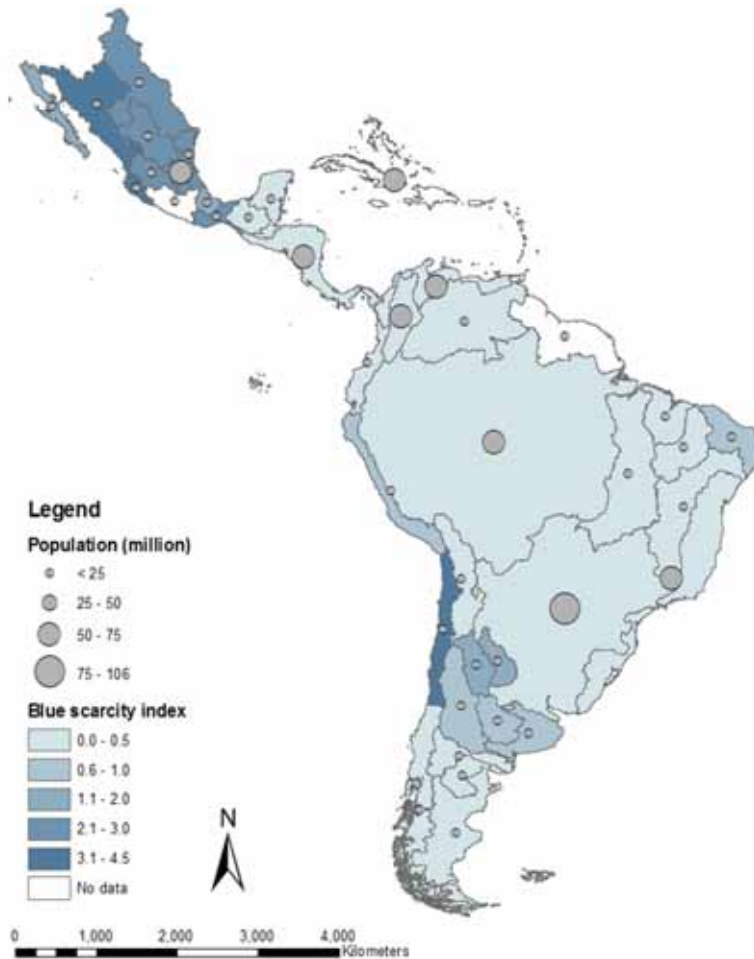 Legend
Population (million)
< 25
25 - 50
50 - 75
75 - 106
Blue scarcity index
0.0 - 0.5
0.6 - 1.0
1.1 - 2.0
2.1 - 3.0
3.1 - 4.5
No data
N
0 1,000 2,000 3,000 4,000
Kilometers